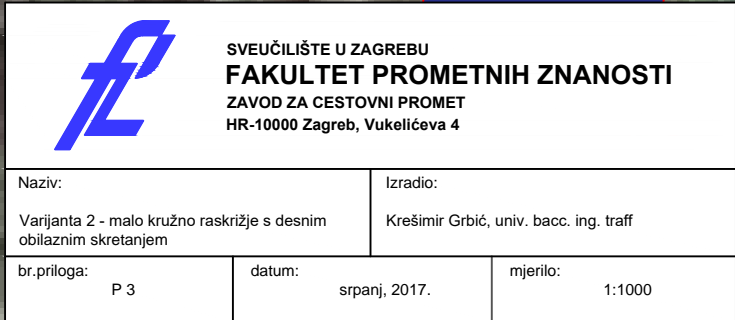 SVEUČILIŠTE U ZAGREBU
FAKULTET PROMETNIH ZNANOSTI
ZAVOD ZA CESTOVNI PROMET
HR-10000 Zagreb, Vukelićeva 4
Naziv:
Varijanta 2 - malo kružno raskrižje s desnim
obilaznim skretanjem
Izradio:
Krešimir Grbić, univ. bacc. ing. traff
br.priloga:
P 3
datum:
srpanj, 2017.
mjerilo:
1:1000